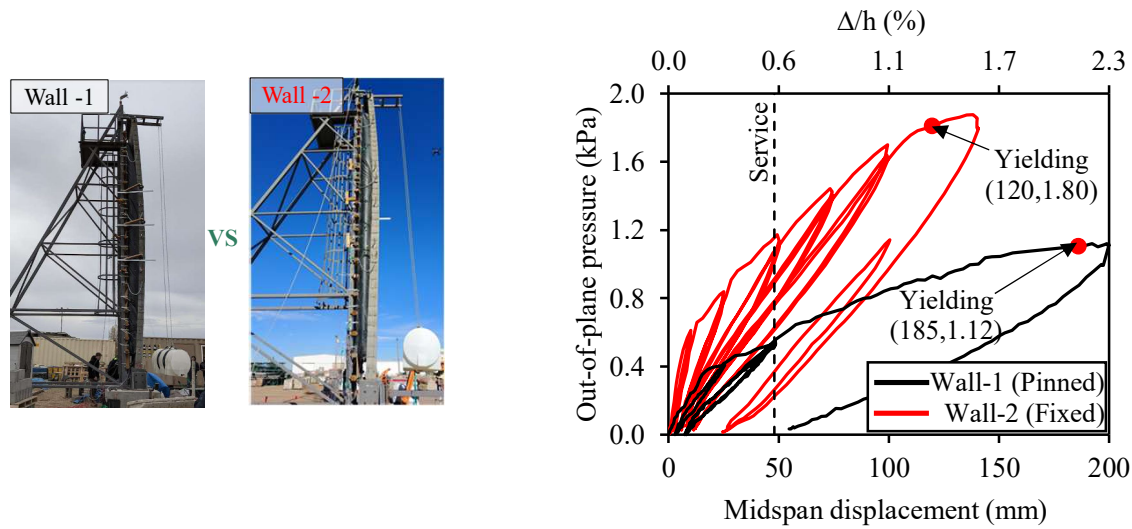 Wall -1
VS
Wall -2
Δ/h (%)
0.0 0.6 1.1 1.7 2.3
Out-of-plane pressure (kPa)
2.0
1.6
1.2
0.8
0.4
0.0
Service
Yielding
(120,1.80)
Yielding
(185,1.12)
Wall-1 (Pinned)
Wall-2 (Fixed)
0 50 100 150 200
Midspan displacement (mm)